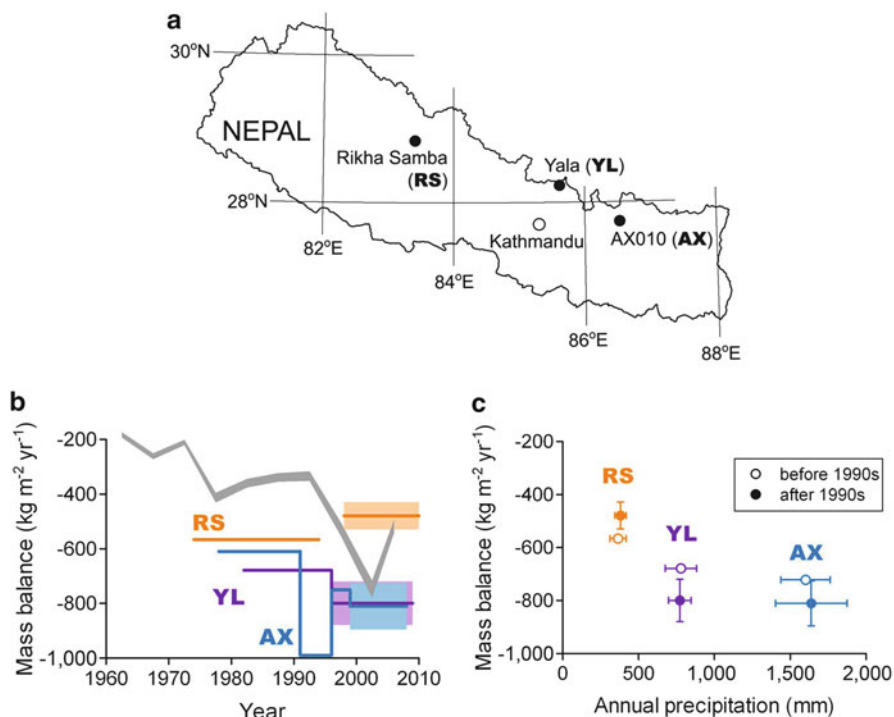 a
30°N
NEPAL
Rikha Samba
(RS)
Yala (YL)
28°N
Kathmandu
AX010 (AX)
82°E
84°E
86°E
88°E
b
Mass balance (kg m⁻² yr⁻¹)
-200
-400
-600
-800
-1,000
RS
YL
AX
1960
1970
1980
1990
2000
2010
Year
c
Mass balance (kg m⁻² yr⁻¹)
0
-200
-400
-600
-800
-1,000
RS
YL
AX
before 1990s
after 1990s
0
500
1,000
1,500
2,000
Annual precipitation (mm)